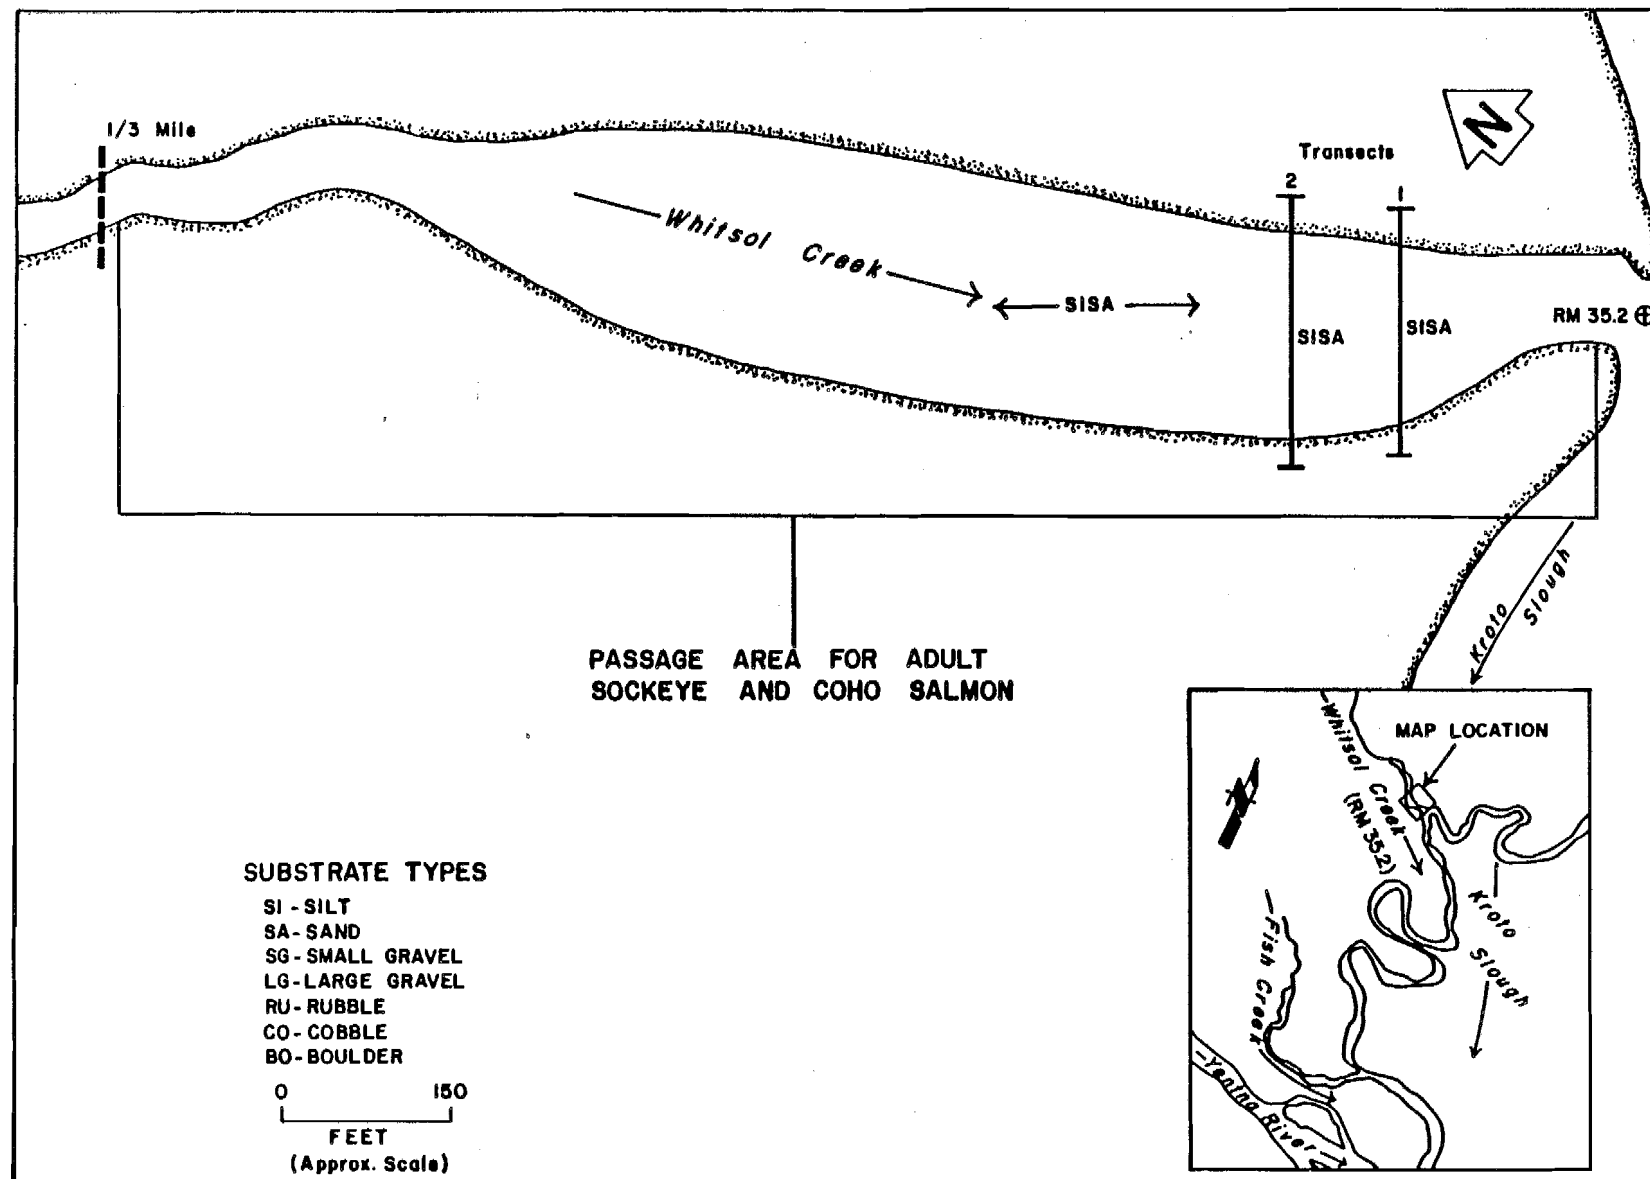 1/3 Mile
N
Transects
2
1
Whitsol Creek
SISA
SISA
SISA
RM 35.2
Kroto
Slough
PASSAGE AREA FOR ADULT
SOCKEYE AND COHO SALMON
MAP LOCATION
Whitsol Creek
(RM 35.2)
Kroto
Slough
Fish Creek
Yentna River
SUBSTRATE TYPES
SI - SILT
SA - SAND
SG - SMALL GRAVEL
LG - LARGE GRAVEL
RU - RUBBLE
CO - COBBLE
BO - BOULDER
0 150
FEET
(Approx. Scale)